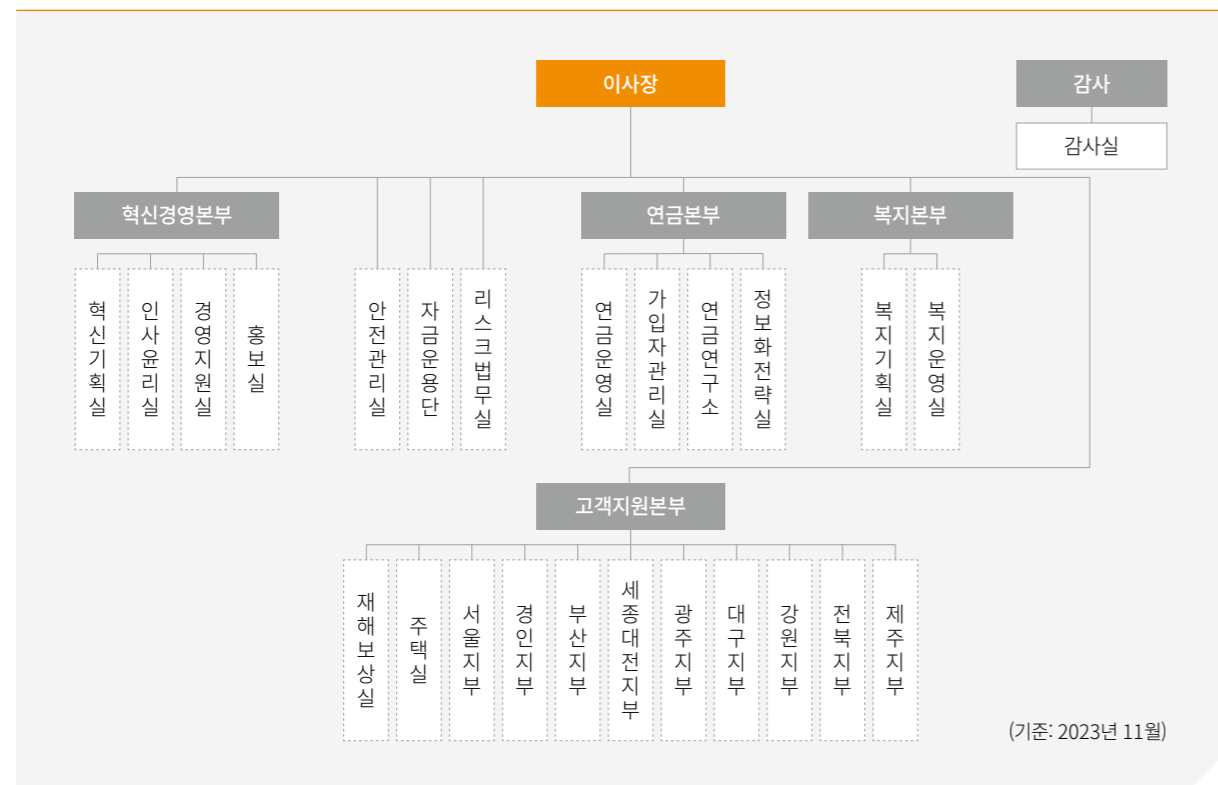 이사장
감사
감사실
혁신경영본부
연금본부
복지본부
혁신기획실
인사윤리실
경영지원실
홍보실
안전관리실
자금운용단
리스크법무실
연금운영실
가입자관리실
연금연구소
정보화전략실
복지기획실
복지운영실
고객지원본부
재해보상실
주택실
서울지부
경인지부
부산지부
세종대전지부
광주지부
대구지부
강원지부
전북지부
제주지부
(기준: 2023년 11월)